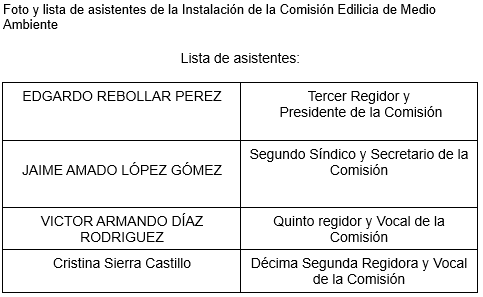 Foto y lista de asistentes de la Instalación de la Comisión Edilicia de Medio
Ambiente
Lista de asistentes:
EDGARDO REBOLLAR PEREZ
Tercer Regidor y
Presidente de la Comisión
JAIME AMADO LÓPEZ GÓMEZ
Segundo Síndico y Secretario de la
Comisión
VICTOR ARMANDO DÍAZ
RODRIGUEZ
Quinto regidor y Vocal de la
Comisión
Cristina Sierra Castillo
Décima Segunda Regidora y Vocal
de la Comisión